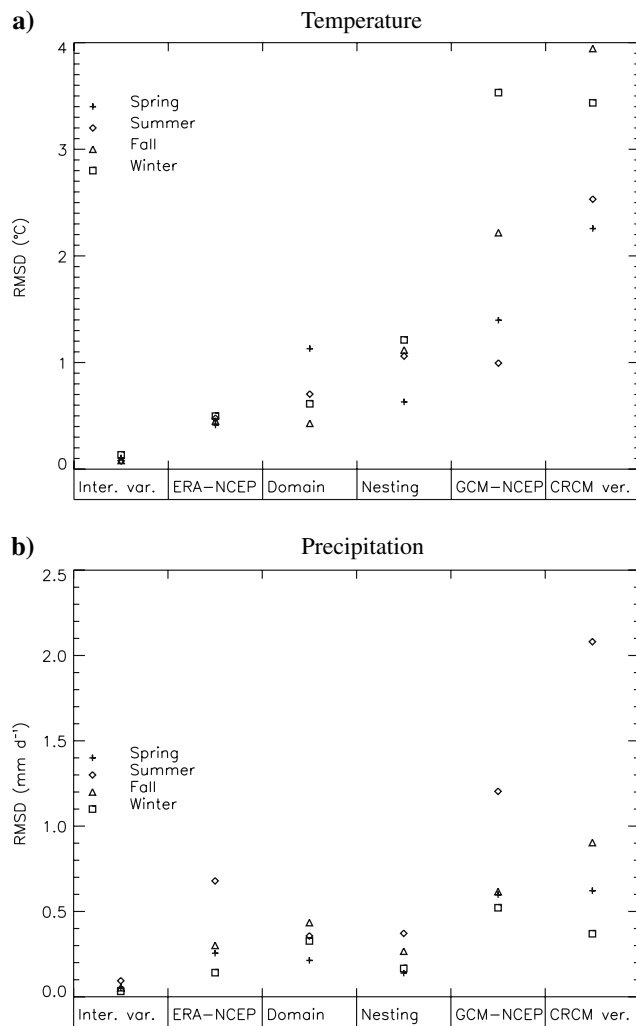 a)
Temperature
4
3
2
1
0
RMSD (°C)
Spring
Summer
Fall
Winter
Inter. var.
ERA-NCEP
Domain
Nesting
GCM-NCEP
CRCM ver.
b)
Precipitation
2.5
2.0
1.5
1.0
0.5
0.0
RMSD (mm d⁻¹)
Spring
Summer
Fall
Winter
Inter. var.
ERA-NCEP
Domain
Nesting
GCM-NCEP
CRCM ver.